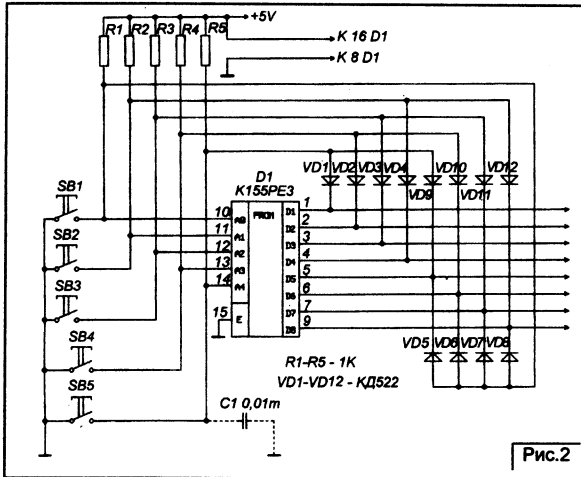 R1 R2 R3 R4 R5 +5V
К 16 D1
К 8 D1
VD1 VD2 VD3 VD4 VD10 VD12
VD9 VD11
SB1
SB2
SB3
SB4
SB5
D1
К155РЕ3
10 A0 PROM D1 1
11 A1 D2 2
12 A2 D3 3
13 A3 D4 4
14 A4 D5 5
D6 6
D7 7
15 E D8 9
VD5 VD6 VD7 VD8
R1-R5 - 1К
VD1-VD12 - КД522
C1 0,01m
Рис.2